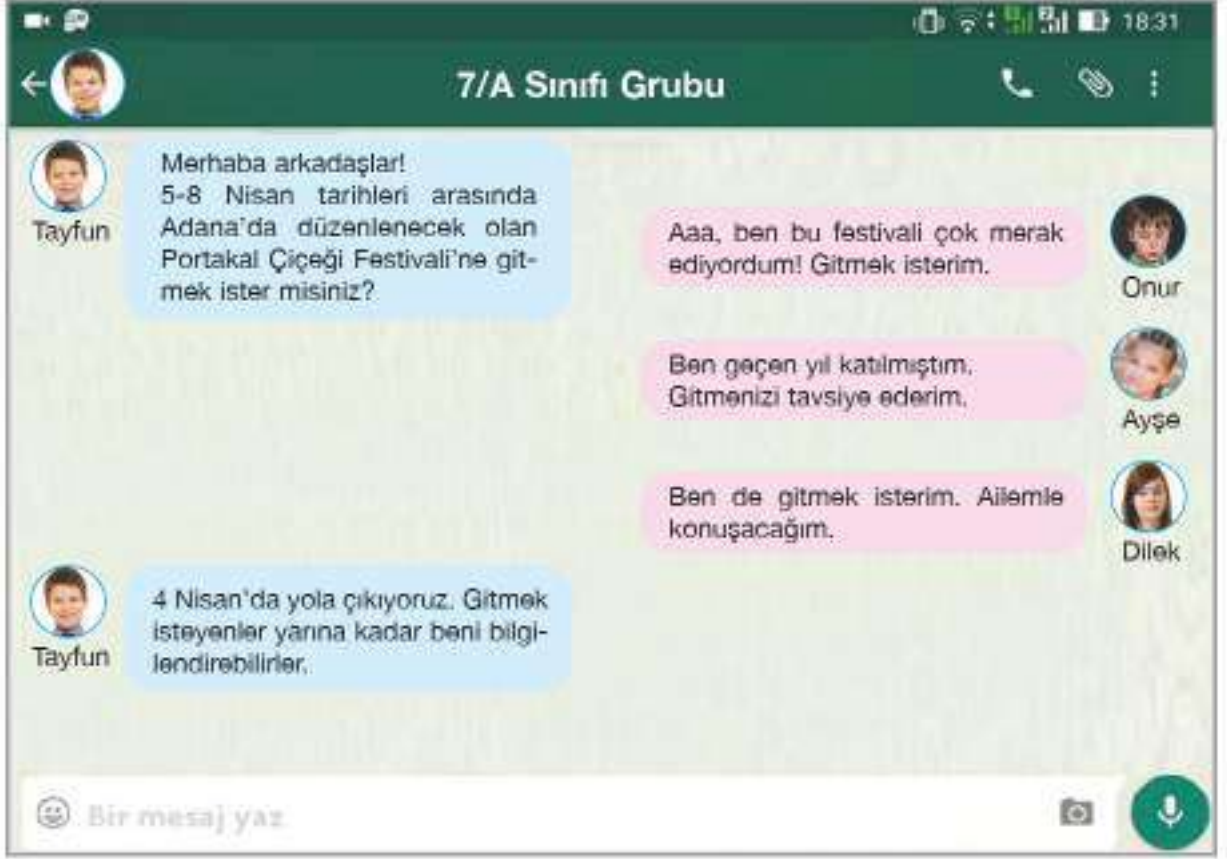 18:31
7/A Sınıfı Grubu
Merhaba arkadaşlar!
5-8 Nisan tarihleri arasında
Adana'da düzenlenecek olan
Portakal Çiçeği Festivali'ne git-
mek ister misiniz?
Tayfun
Aaa, ben bu festivali çok merak
ediyordum! Gitmek isterim.
Onur
Ben geçen yıl katılmıştım.
Gitmenizi tavsiye ederim.
Ayşe
Ben de gitmek isterim. Ailemle
konuşacağım.
Dilek
4 Nisan'da yola çıkıyoruz. Gitmek
isteyenler yarına kadar beni bilgi-
lendirebilirler.
Tayfun
Bir mesaj yaz